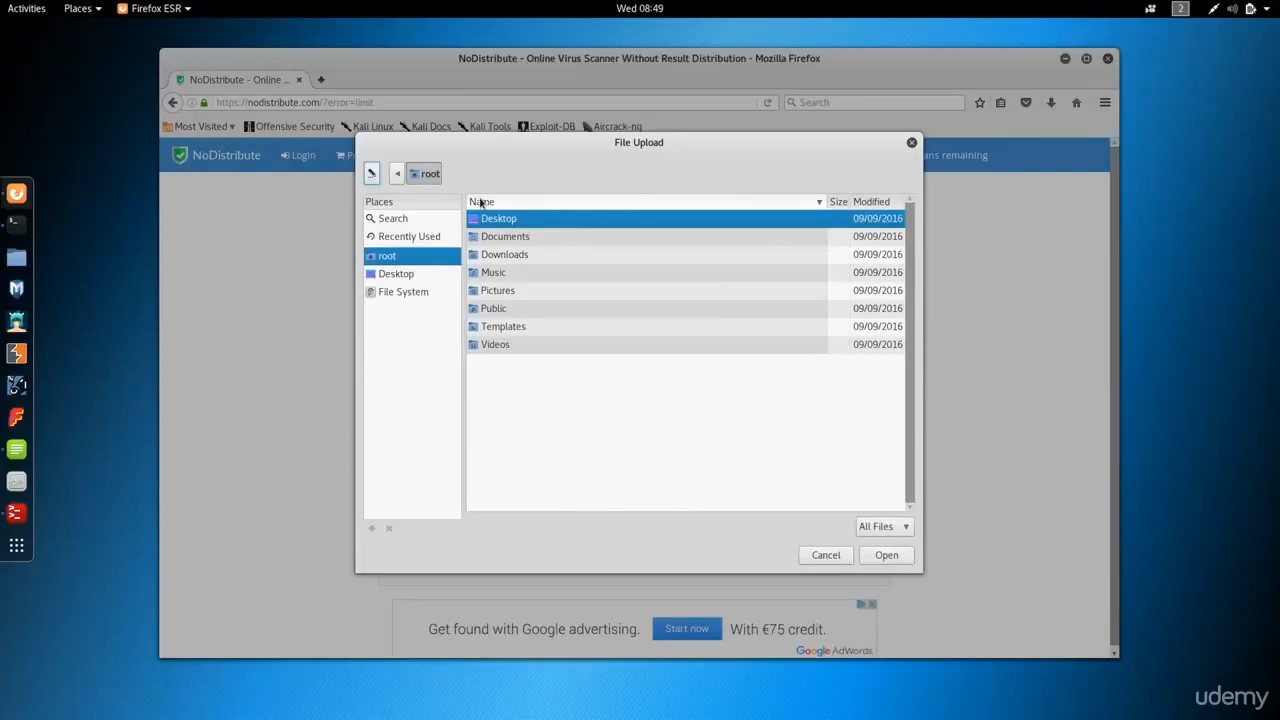 Activities Places Firefox ESR Wed 08:49 2
NoDistribute - Online Virus Scanner Without Result Distribution - Mozilla Firefox
NoDistribute - Online ...
https://nodistribute.com/?error=limit Search
Most Visited Offensive Security Kali Linux Kali Docs Kali Tools Exploit-DB Aircrack-ng
File Upload
NoDistribute Login P ans remaining
root
Places Name Size Modified
Search Desktop 09/09/2016
Recently Used Documents 09/09/2016
root Downloads 09/09/2016
Desktop Music 09/09/2016
File System Pictures 09/09/2016
Public 09/09/2016
Templates 09/09/2016
Videos 09/09/2016
All Files
Cancel Open
Get found with Google advertising. Start now With €75 credit.
Google AdWords
udemy